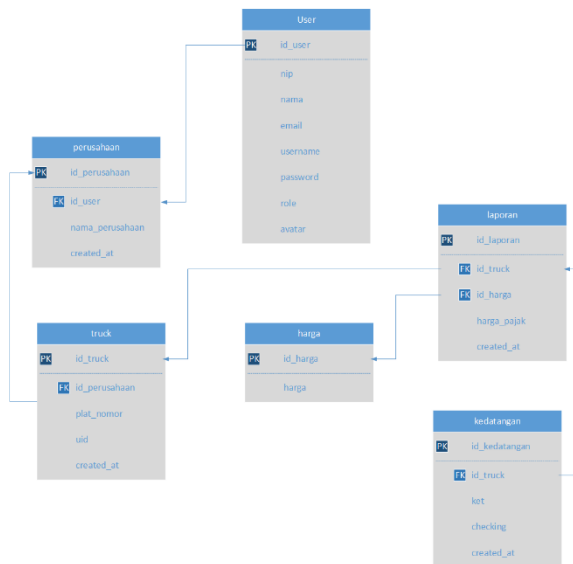 User
PK id_user
nip
nama
email
username
password
role
avatar
perusahaan
PK id_perusahaan
FK id_user
nama_perusahaan
created_at
laporan
PK id_laporan
FK id_truck
FK id_harga
harga_pajak
created_at
truck
PK id_truck
FK id_perusahaan
plat_nomor
uid
created_at
harga
PK id_harga
harga
kedatangan
PK id_kedatangan
FK id_truck
ket
checking
created_at